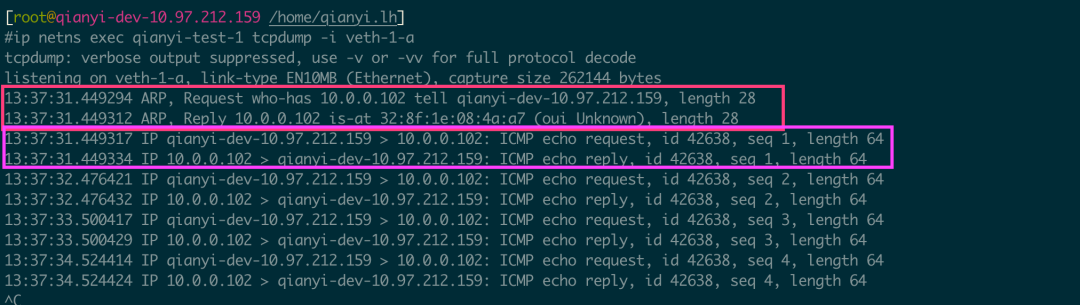 [root@qianyi-dev-10.97.212.159 /home/qianyi.lh]
#ip netns exec qianyi-test-1 tcpdump -i veth-1-a
tcpdump: verbose output suppressed, use -v or -vv for full protocol decode
listening on veth-1-a, link-type EN10MB (Ethernet), capture size 262144 bytes
13:37:31.449294 ARP, Request who-has 10.0.0.102 tell qianyi-dev-10.97.212.159, length 28
13:37:31.449312 ARP, Reply 10.0.0.102 is-at 32:8f:1e:08:4a:a7 (oui Unknown), length 28
13:37:31.449317 IP qianyi-dev-10.97.212.159 > 10.0.0.102: ICMP echo request, id 42638, seq 1, length 64
13:37:31.449334 IP 10.0.0.102 > qianyi-dev-10.97.212.159: ICMP echo reply, id 42638, seq 1, length 64
13:37:32.476421 IP qianyi-dev-10.97.212.159 > 10.0.0.102: ICMP echo request, id 42638, seq 2, length 64
13:37:32.476432 IP 10.0.0.102 > qianyi-dev-10.97.212.159: ICMP echo reply, id 42638, seq 2, length 64
13:37:33.500417 IP qianyi-dev-10.97.212.159 > 10.0.0.102: ICMP echo request, id 42638, seq 3, length 64
13:37:33.500429 IP 10.0.0.102 > qianyi-dev-10.97.212.159: ICMP echo reply, id 42638, seq 3, length 64
13:37:34.524414 IP qianyi-dev-10.97.212.159 > 10.0.0.102: ICMP echo request, id 42638, seq 4, length 64
13:37:34.524424 IP 10.0.0.102 > qianyi-dev-10.97.212.159: ICMP echo reply, id 42638, seq 4, length 64
^C